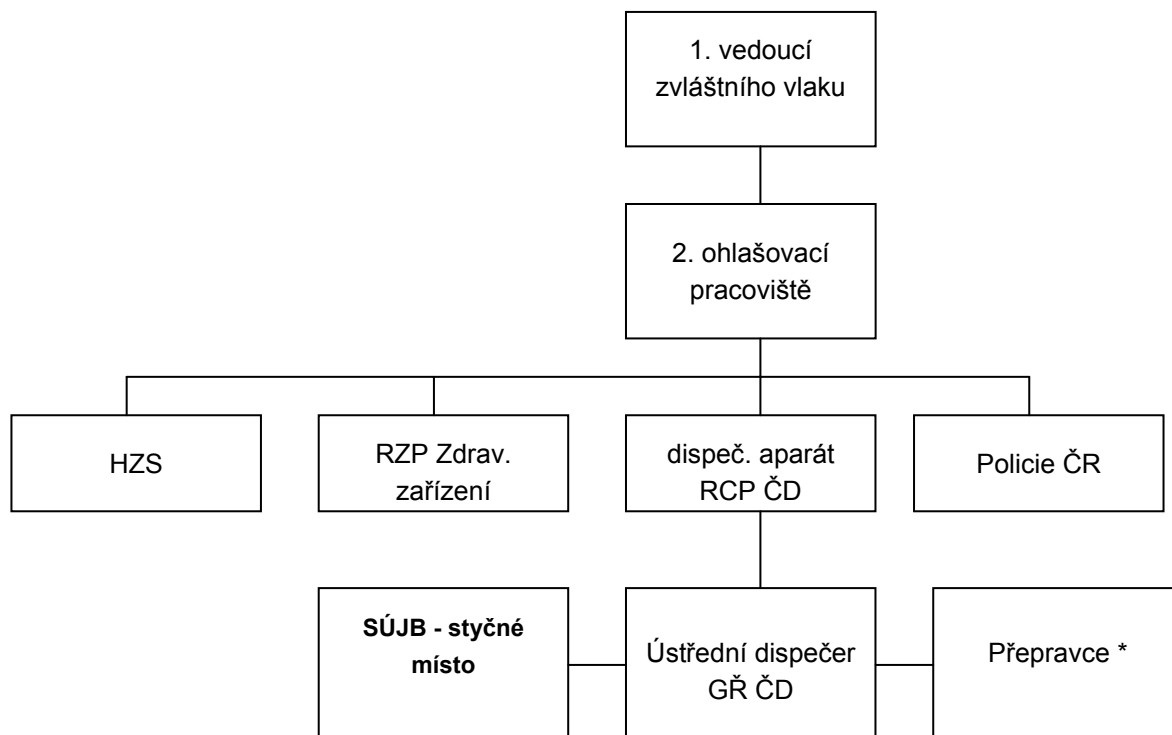 1. vedoucí
zvláštního vlaku
2. ohlašovací
pracoviště
HZS
RZP Zdrav.
zařízení
dispeč. aparát
RCP ČD
Policie ČR
SÚJB - styčné
místo
Ústřední dispečer
GŘ ČD
Přepravce *